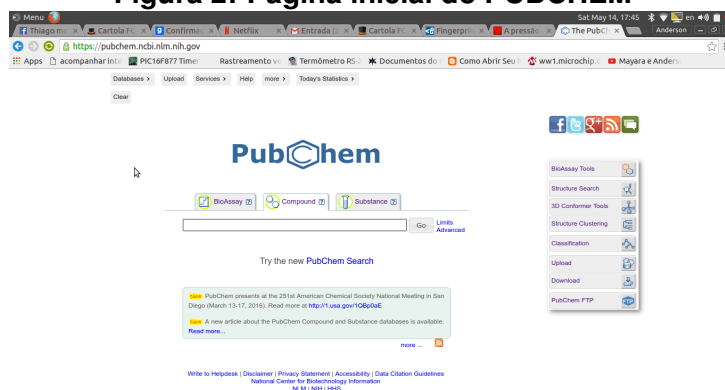 Figura 2: Página inicial do PUBCHEM
Menu
Sat May 14, 17:45 en
Thiago me Cartola FC Confirmaç Netflix Entrada (2 Cartola FC Fingerprin A pressão The PubCh Anderson
https://pubchem.ncbi.nlm.nih.gov
Apps acompanhar inte PIC16F877 Timer Rastreamento vo Termômetro RS-2 Documentos do Como Abrir Seu N ww1.microchip.c Mayara e Anders
Databases > Upload Services > Help more > Today's Statistics >
Clear
PubChem
BioAssay Compound Substance
Go
Limits
Advanced
Try the new PubChem Search
New PubChem presents at the 251st American Chemical Society National Meeting in San
Diego (March 13-17, 2016). Read more at http://1.usa.gov/1QBp0aE
New A new article about the PubChem Compound and Substance databases is available.
Read more...
more ...
BioAssay Tools
Structure Search
3D Conformer Tools
Structure Clustering
Classification
Upload
Download
PubChem FTP
Write to Helpdesk | Disclaimer | Privacy Statement | Accessibility | Data Citation Guidelines
National Center for Biotechnology Information
NLM | NIH | HHS